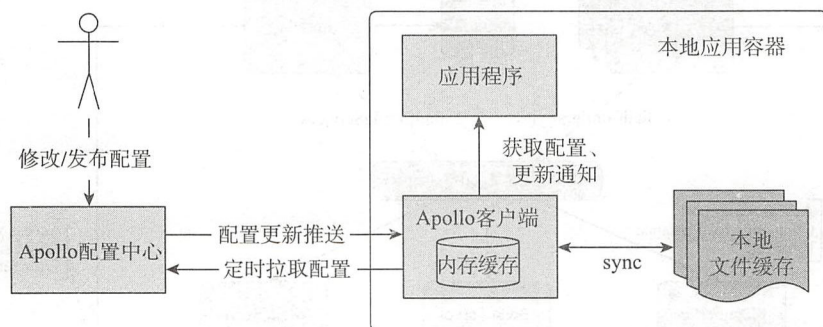 本地应用容器
应用程序
修改/发布配置
获取配置、
更新通知
Apollo配置中心
配置更新推送
定时拉取配置
Apollo客户端
内存缓存
sync
本地
文件缓存